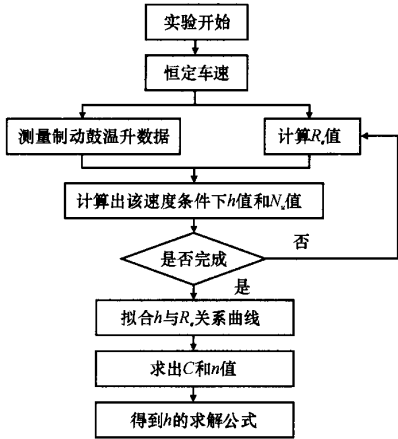 实验开始
恒定车速
测量制动鼓温升数据
计算Re值
计算出该速度条件下h值和Nu值
否
是否完成
是
拟合h与Re关系曲线
求出C和n值
得到h的求解公式